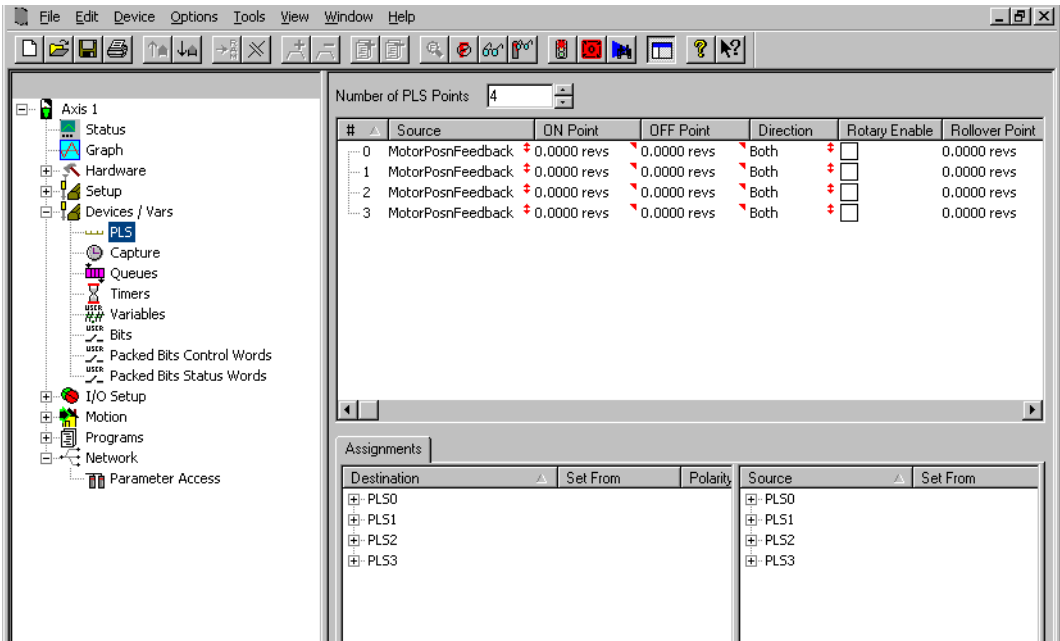 File Edit Device Options Tools View Window Help
Number of PLS Points 4
# Source ON Point OFF Point Direction Rotary Enable Rollover Point
0 MotorPosnFeedback 0.0000 revs 0.0000 revs Both 0.0000 revs
1 MotorPosnFeedback 0.0000 revs 0.0000 revs Both 0.0000 revs
2 MotorPosnFeedback 0.0000 revs 0.0000 revs Both 0.0000 revs
3 MotorPosnFeedback 0.0000 revs 0.0000 revs Both 0.0000 revs
Axis 1
Status
Graph
Hardware
Setup
Devices / Vars
PLS
Capture
Queues
Timers
Variables
Bits
Packed Bits Control Words
Packed Bits Status Words
I/O Setup
Motion
Programs
Network
Parameter Access
Assignments
Destination Set From Polarity
PLS0
PLS1
PLS2
PLS3
Source Set From
PLS0
PLS1
PLS2
PLS3